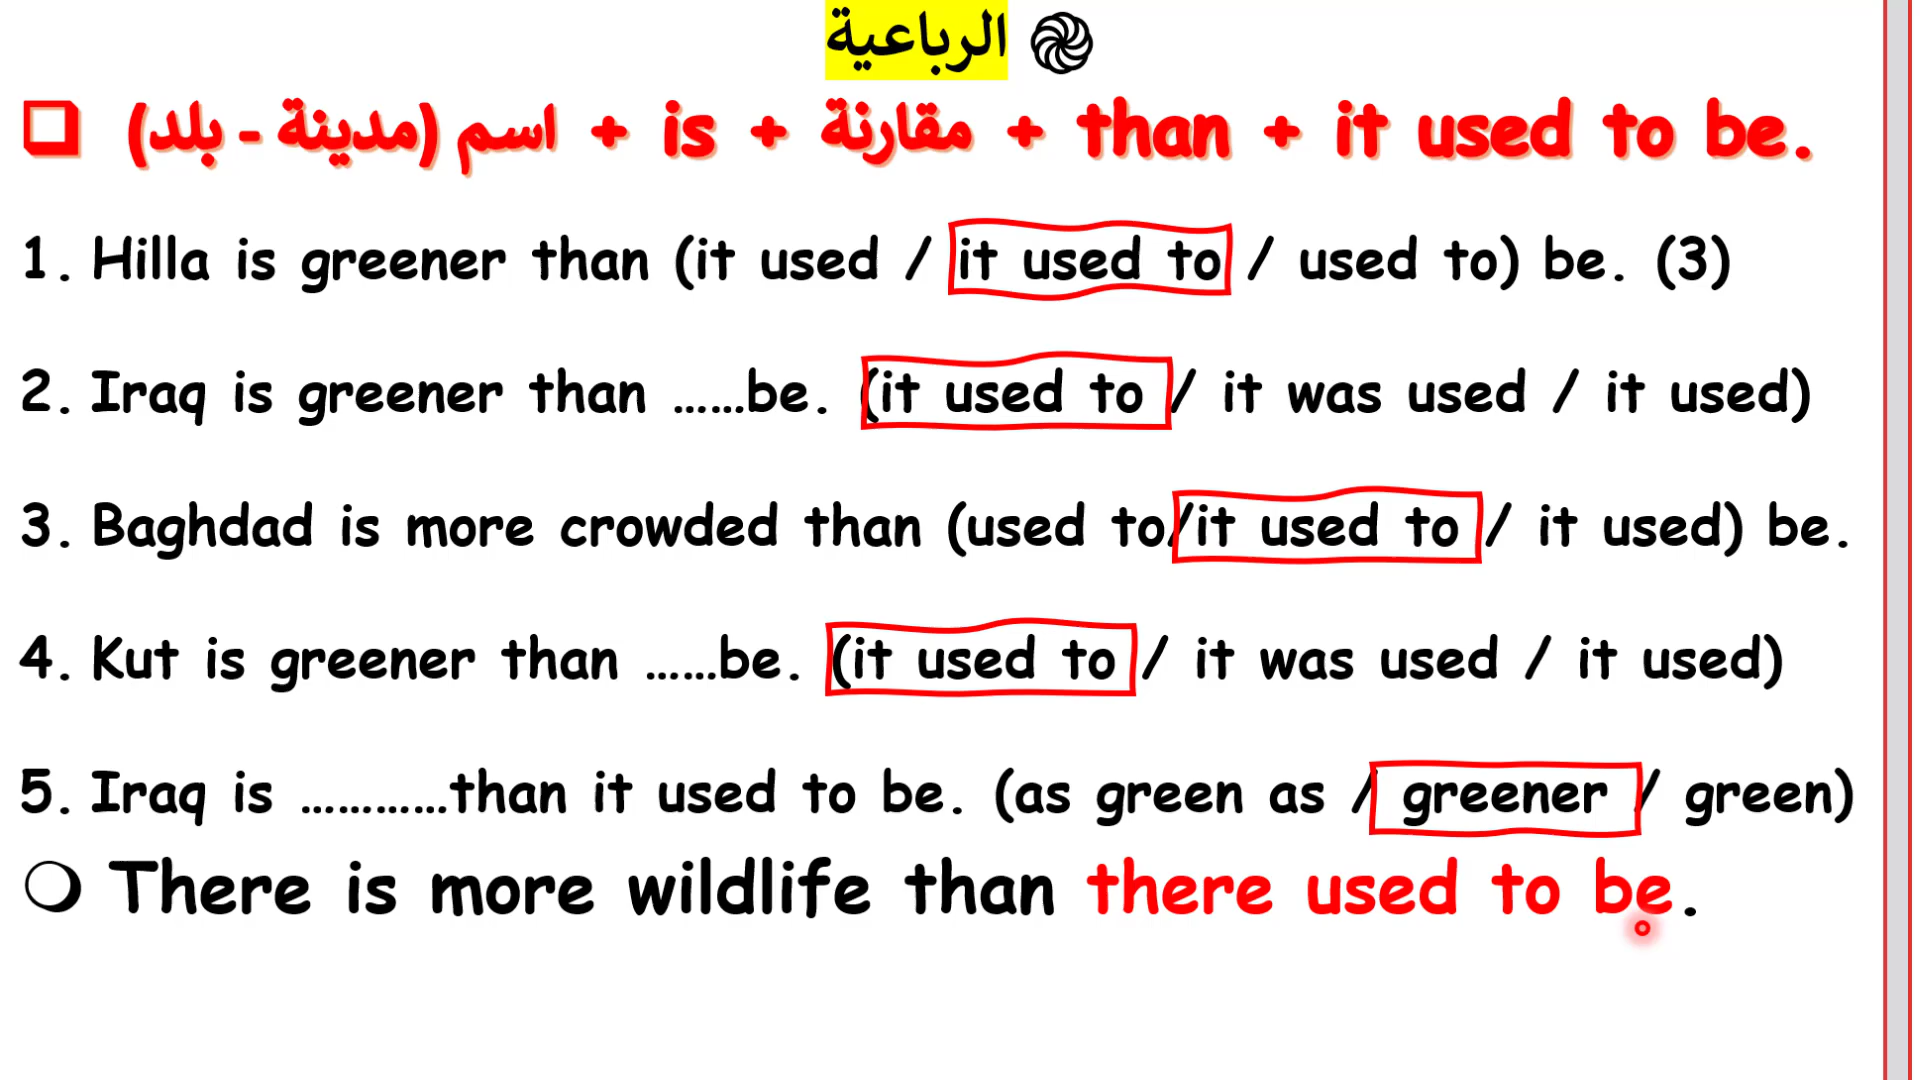 الرباعية
اسم (مدينة - بلد) + is + مقارنة + than + it used to be.
1. Hilla is greener than (it used / it used to / used to) be. (3)
2. Iraq is greener than ......be. (it used to / it was used / it used)
3. Baghdad is more crowded than (used to/it used to / it used) be.
4. Kut is greener than ......be. (it used to / it was used / it used)
5. Iraq is ............than it used to be. (as green as / greener / green)
There is more wildlife than there used to be.